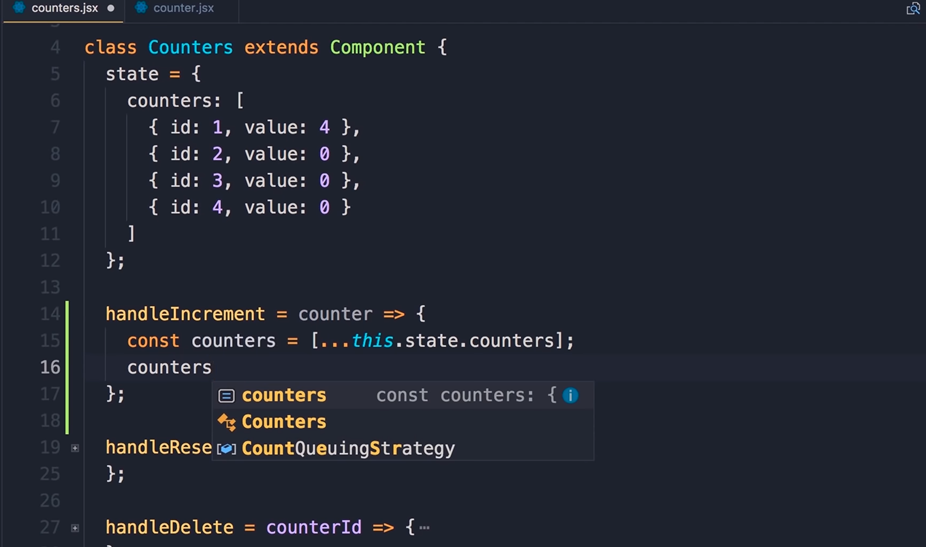 counters.jsx ● counter.jsx
4 class Counters extends Component {
5 state = {
6 counters: [
7 { id: 1, value: 4 },
8 { id: 2, value: 0 },
9 { id: 3, value: 0 },
10 { id: 4, value: 0 }
11 ]
12 };
13
14 handleIncrement = counter => {
15 const counters = [...this.state.counters];
16 counters
17 };
counters const counters: {
18
Counters
19 handleRese
CountQueuingStrategy
25 };
26
27 handleDelete = counterId => {⋯